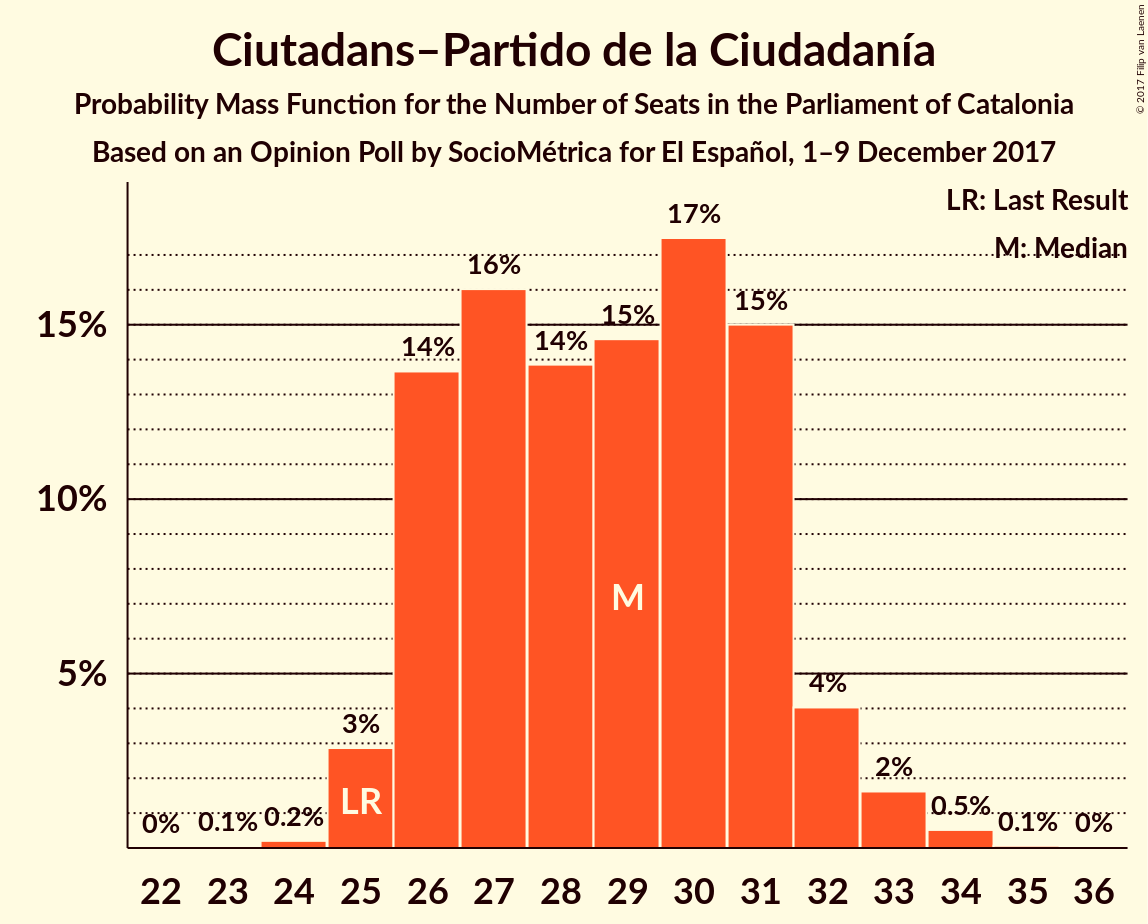 Ciutadans–Partido de la Ciudadanía
Probability Mass Function for the Number of Seats in the Parliament of Catalonia
Based on an Opinion Poll by SocioMétrica for El Español, 1–9 December 2017
© 2017 Filip van Laenen
LR: Last Result
M: Median
15%
10%
5%
0% 0.1% 0.2% 3% 14% 16% 14% 15% 17% 15% 4% 2% 0.5% 0.1% 0%
LR
M
22 23 24 25 26 27 28 29 30 31 32 33 34 35 36